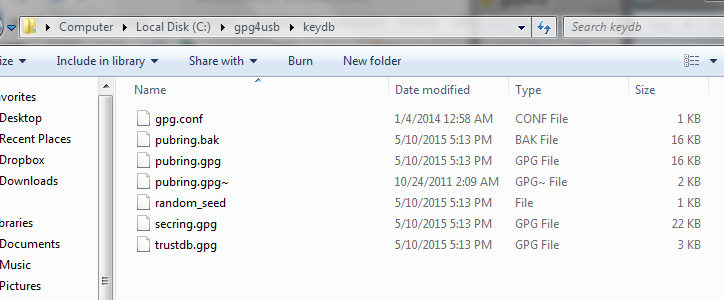 Computer ▸ Local Disk (C:) ▸ gpg4usb ▸ keydb Search keydb
ize Include in library Share with Burn New folder
avorites
Desktop
Recent Places
Dropbox
Downloads
braries
Documents
Music
Pictures
Name Date modified Type Size
gpg.conf 1/4/2014 12:58 AM CONF File 1 KB
pubring.bak 5/10/2015 5:13 PM BAK File 16 KB
pubring.gpg 5/10/2015 5:13 PM GPG File 16 KB
pubring.gpg~ 10/24/2011 2:09 AM GPG~ File 2 KB
random_seed 5/10/2015 5:13 PM File 1 KB
secring.gpg 5/10/2015 5:13 PM GPG File 22 KB
trustdb.gpg 5/10/2015 5:13 PM GPG File 3 KB